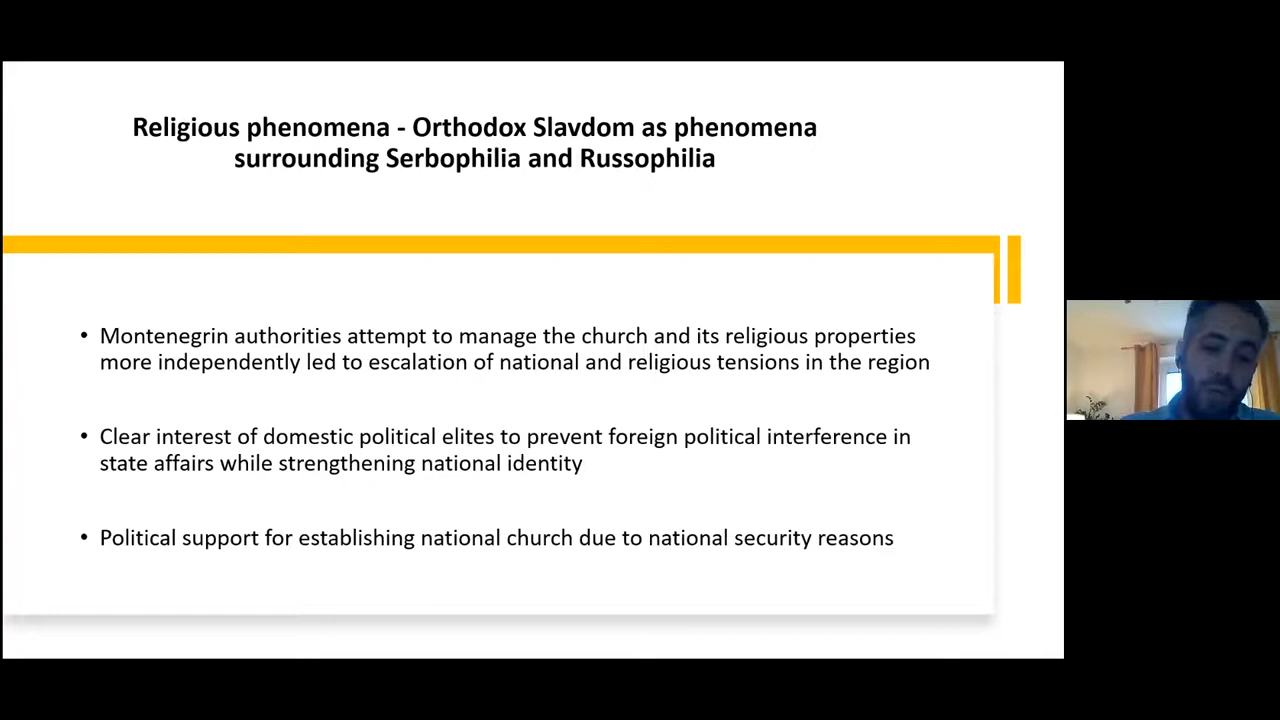 Religious phenomena - Orthodox Slavdom as phenomena
surrounding Serbophilia and Russophilia
• Montenegrin authorities attempt to manage the church and its religious properties
more independently led to escalation of national and religious tensions in the region
• Clear interest of domestic political elites to prevent foreign political interference in
state affairs while strengthening national identity
• Political support for establishing national church due to national security reasons